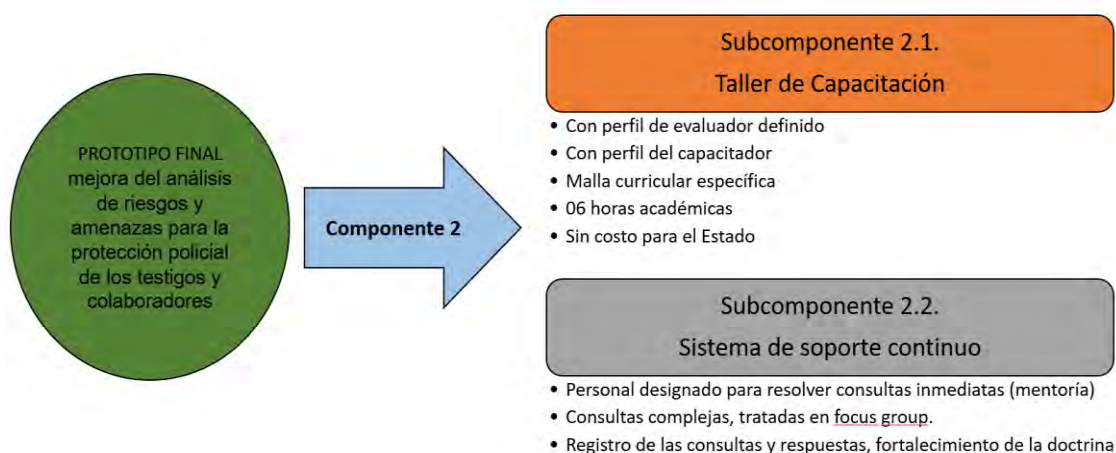 PROTOTIPO FINAL
mejora del análisis
de riesgos y
amenazas para la
protección policial
de los testigos y
colaboradores
Componente 2
Subcomponente 2.1.
Taller de Capacitación
• Con perfil de evaluador definido
• Con perfil del capacitador
• Malla curricular específica
• 06 horas académicas
• Sin costo para el Estado
Subcomponente 2.2.
Sistema de soporte continuo
• Personal designado para resolver consultas inmediatas (mentoría)
• Consultas complejas, tratadas en focus group.
• Registro de las consultas y respuestas, fortalecimiento de la doctrina